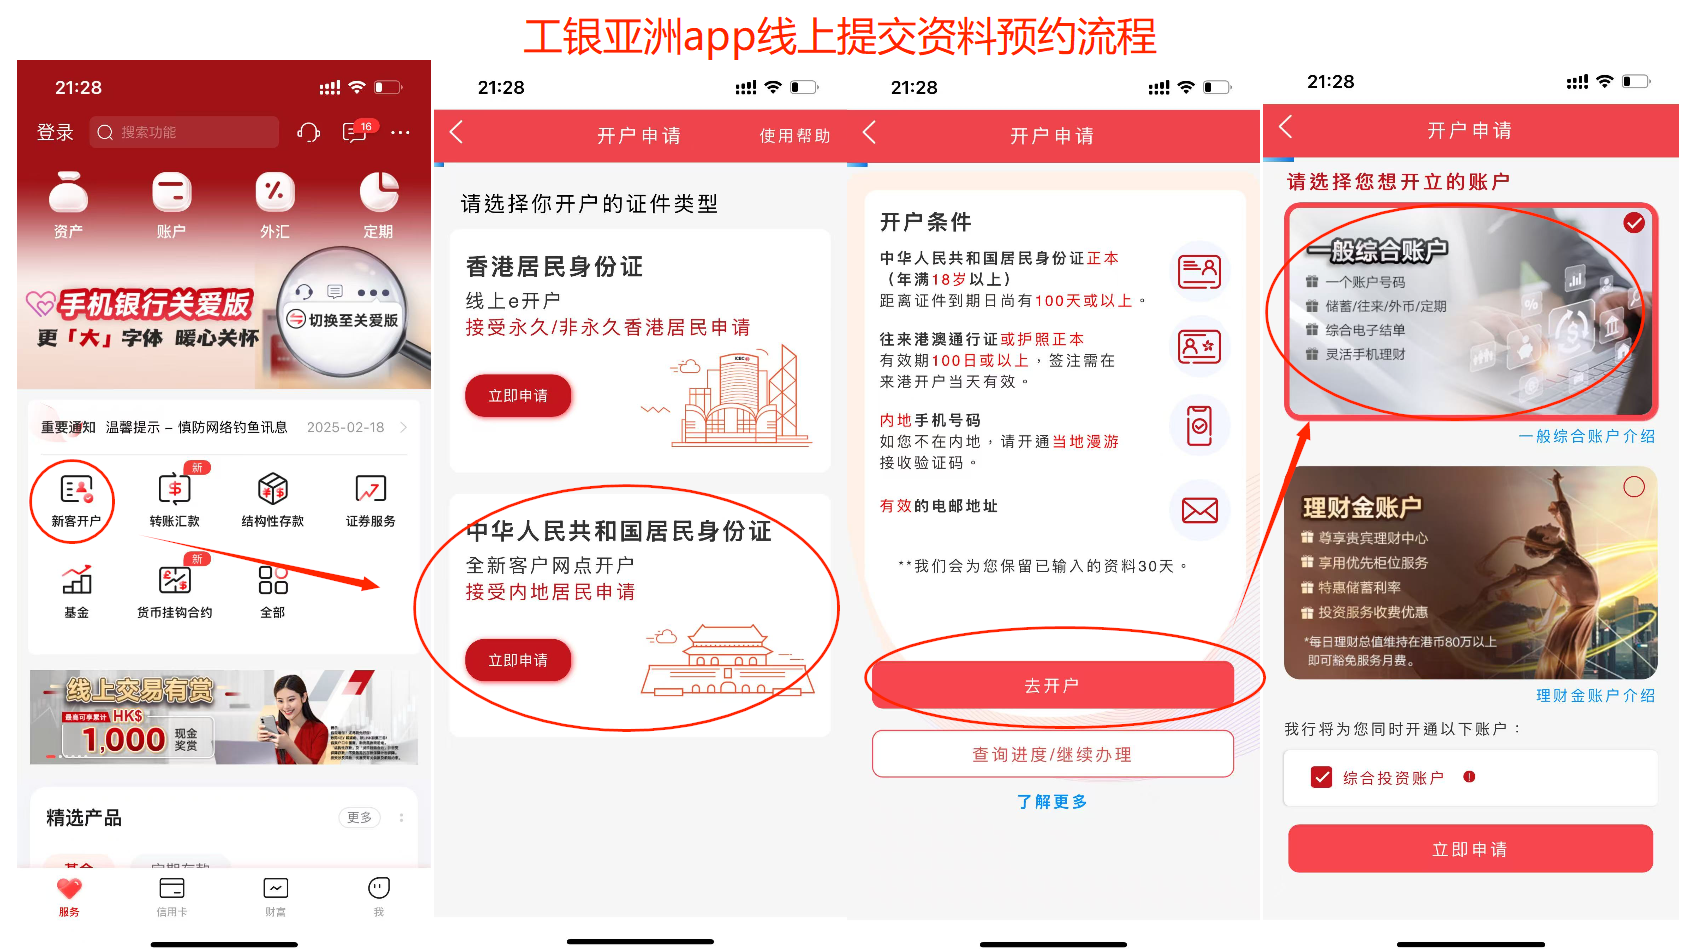 工银亚洲app线上提交资料预约流程
21:28
登录
搜索功能
16
资产
账户
外汇
定期
手机银行关爱版
更「大」字体 暖心关怀
切换至关爱版
重要通知 温馨提示 – 慎防网络钓鱼讯息 2025-02-18
新
新客开户
转账汇款
结构性存款
证券服务
新
基金
货币挂钩合约
全部
线上交易有赏
最高可享累计 HK$
1,000
现金
奖赏
精选产品
更多
基金
定期存款
服务
信用卡
财富
我
21:28
开户申请
使用帮助
请选择你开户的证件类型
香港居民身份证
线上e开户
接受永久/非永久香港居民申请
立即申请
ICBC
中华人民共和国居民身份证
全新客户网点开户
接受内地居民申请
立即申请
21:28
开户申请
开户条件
中华人民共和国居民身份证正本
（年满18岁以上）
距离证件到期日尚有100天或以上。
往来港澳通行证或护照正本
有效期100日或以上，签注需在
来港开户当天有效。
内地手机号码
如您不在内地，请开通当地漫游
接收验证码。
有效的电邮地址
**我们会为您保留已输入的资料30天。
去开户
查询进度/继续办理
了解更多
21:28
开户申请
请选择您想开立的账户
一般综合账户
一个账户号码
储蓄/往来/外币/定期
综合电子结单
灵活手机理财
一般综合账户介绍
理财金账户
尊享贵宾理财中心
享用优先柜位服务
特惠储蓄利率
投资服务收费优惠
*每日理财总值维持在港币80万以上
即可豁免服务月费。
理财金账户介绍
我行将为您同时开通以下账户：
综合投资账户
立即申请